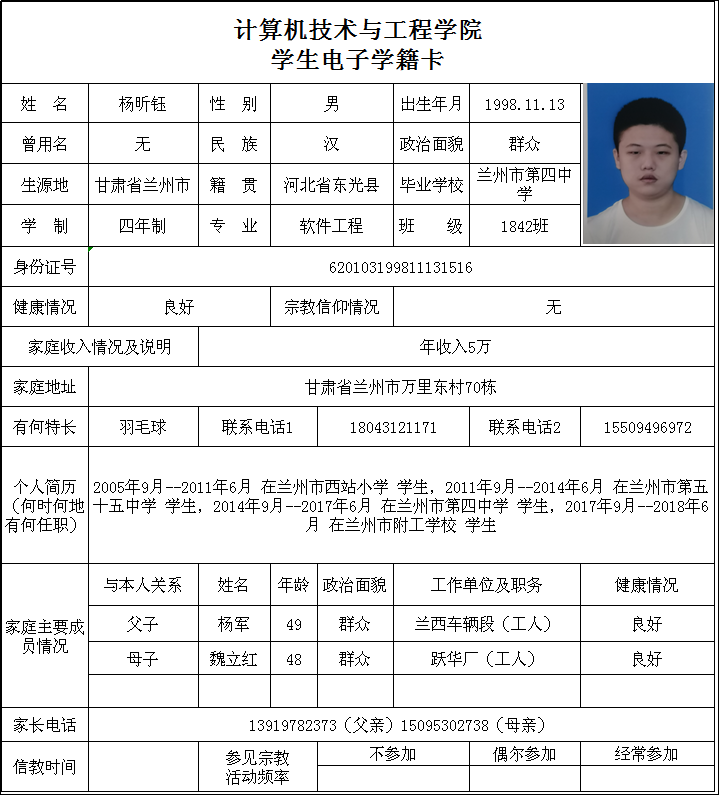 计算机技术与工程学院
学生电子学籍卡
姓 名 杨昕钰 性 别 男 出生年月 1998.11.13
曾用名 无 民 族 汉 政治面貌 群众
生源地 甘肃省兰州市 籍 贯 河北省东光县 毕业学校 兰州市第四中
学
学 制 四年制 专 业 软件工程 班 级 1842班
身份证号 620103199811131516
健康情况 良好 宗教信仰情况 无
家庭收入情况及说明 年收入5万
家庭地址 甘肃省兰州市万里东村70栋
有何特长 羽毛球 联系电话1 18043121171 联系电话2 15509496972
个人简历
（何时何地
有何任职）
2005年9月--2011年6月 在兰州市西站小学 学生，2011年9月--2014年6月 在兰州市第五
十五中学 学生，2014年9月--2017年6月 在兰州市第四中学 学生，2017年9月--2018年6
月 在兰州市附工学校 学生
家庭主要成
员情况
与本人关系 姓名 年龄 政治面貌 工作单位及职务 健康情况
父子 杨军 49 群众 兰西车辆段（工人） 良好
母子 魏立红 48 群众 跃华厂（工人） 良好
家长电话 13919782373（父亲）15095302738（母亲）
信教时间 参见宗教
活动频率
不参加 偶尔参加 经常参加